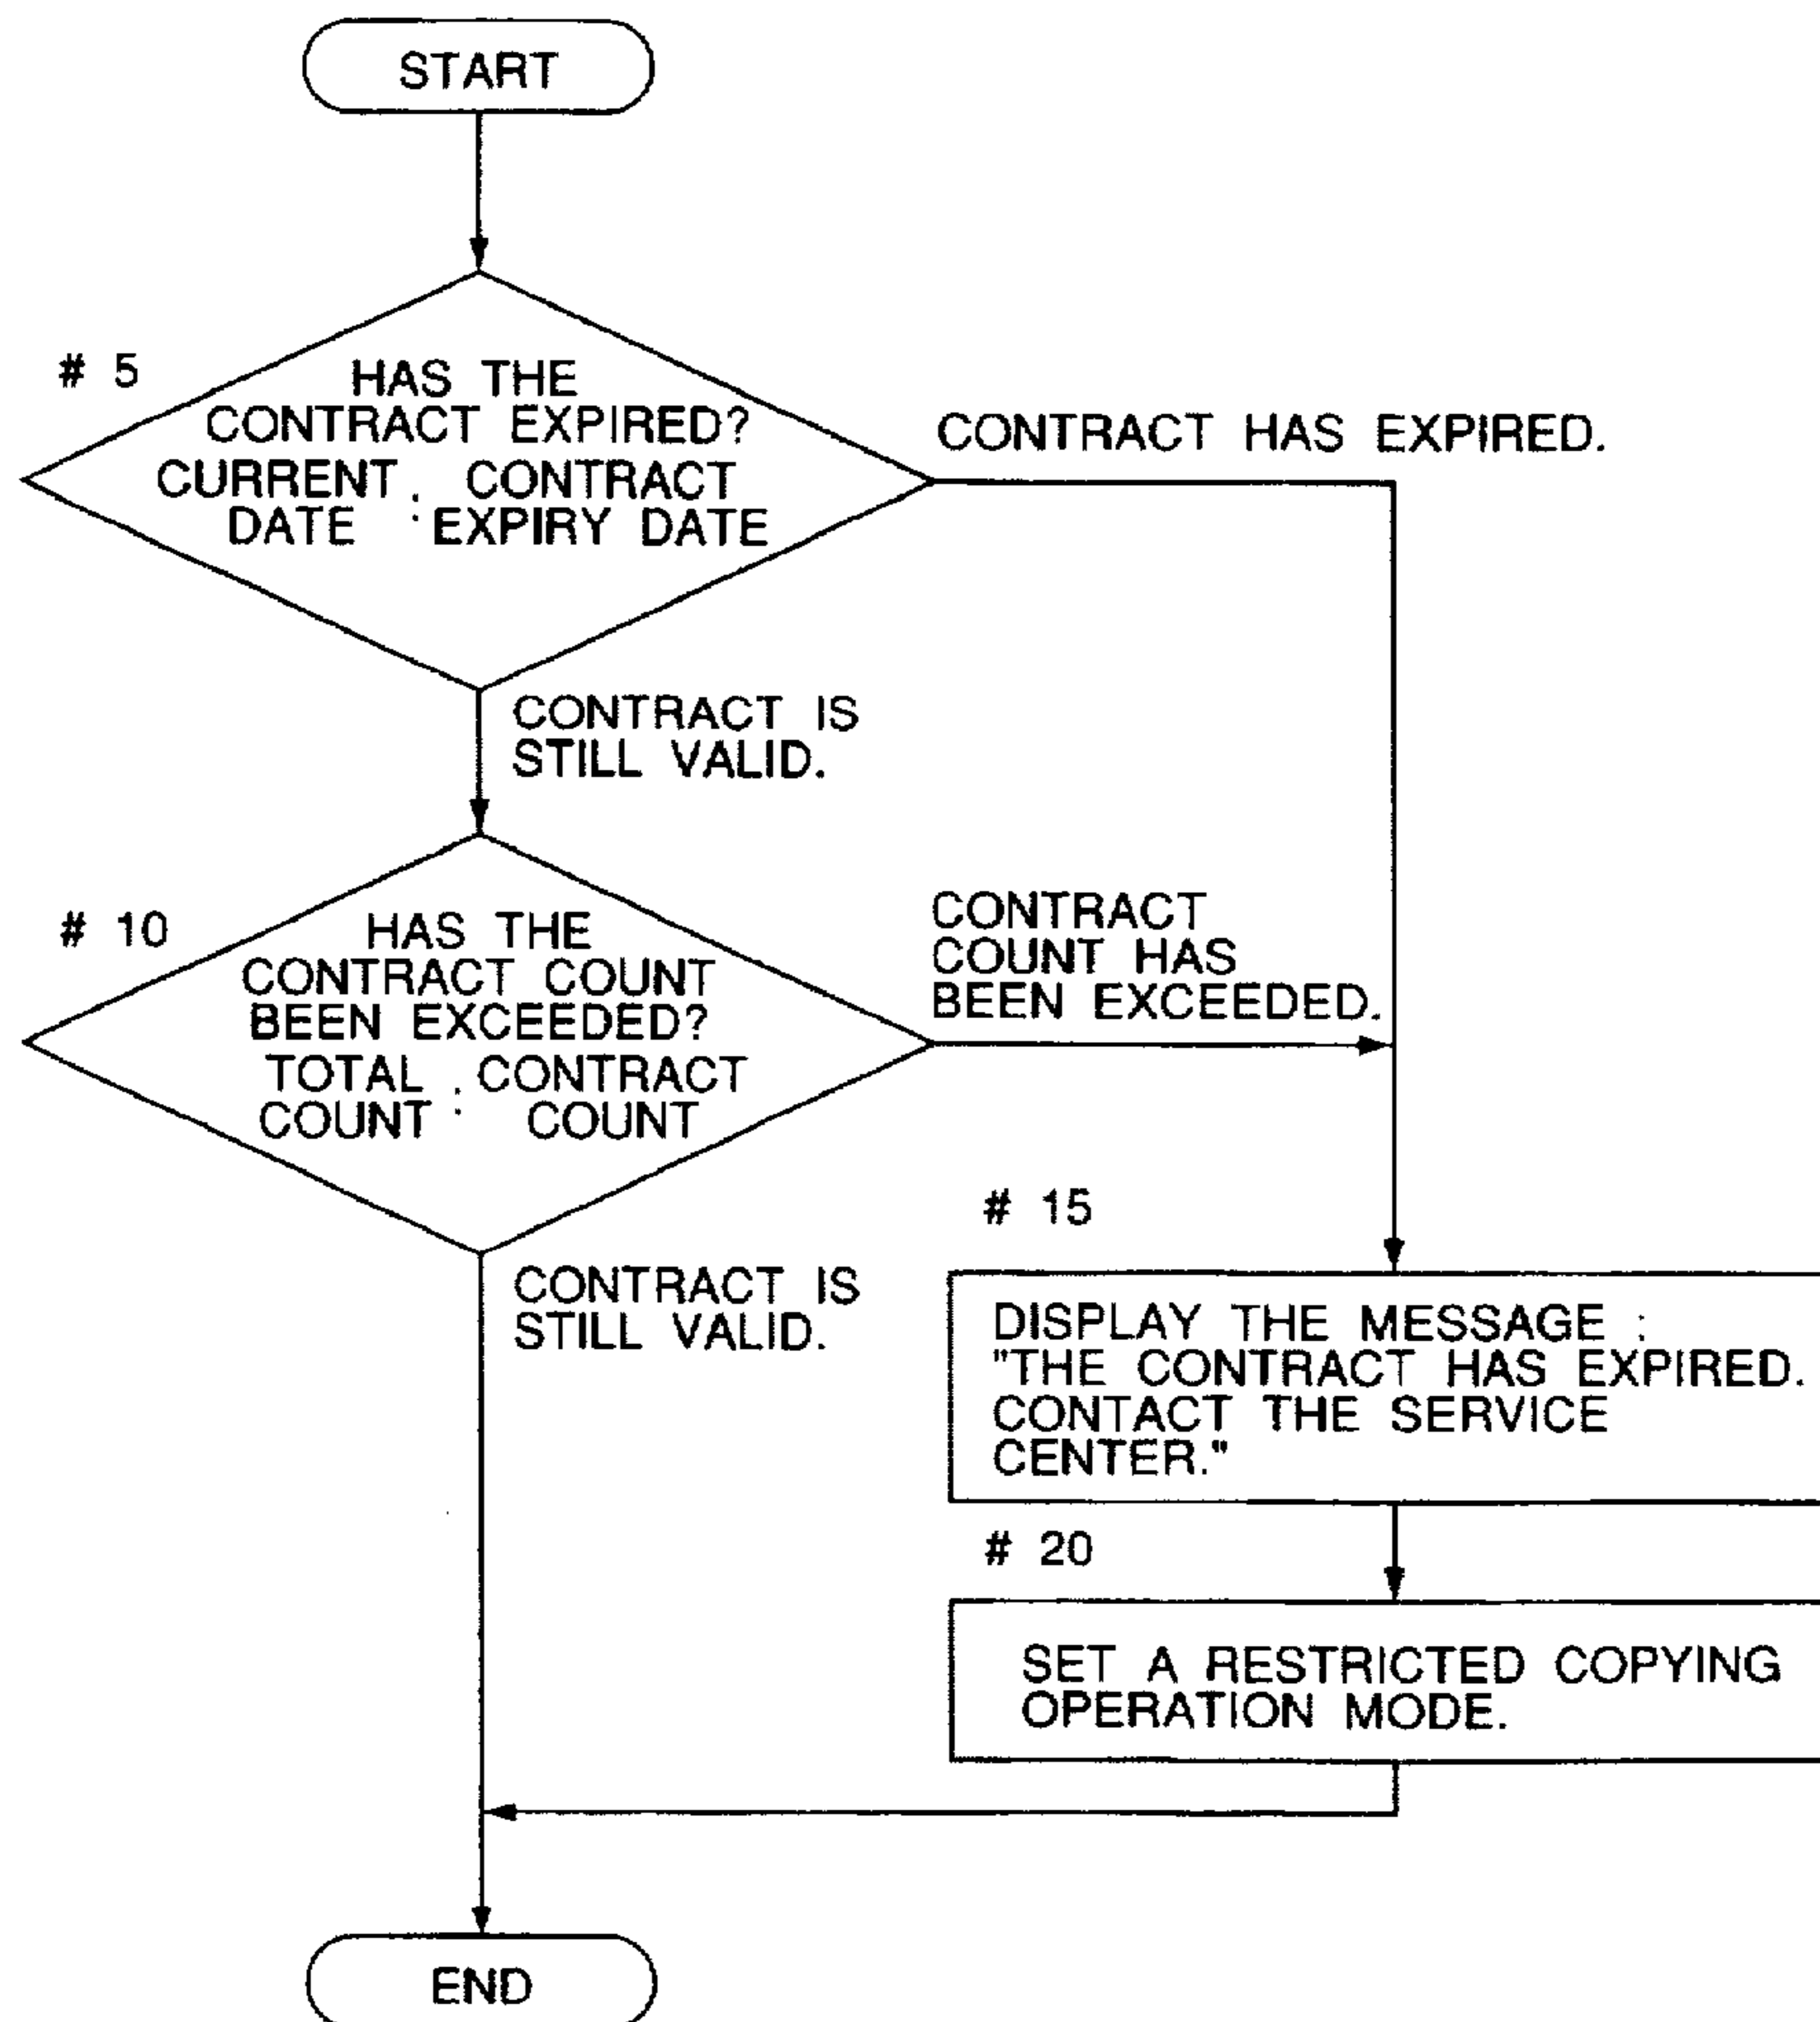 START
# 5
HAS THE
CONTRACT EXPIRED?
CURRENT : CONTRACT
DATE EXPIRY DATE
CONTRACT HAS EXPIRED.
CONTRACT IS
STILL VALID.
# 10
HAS THE
CONTRACT COUNT
BEEN EXCEEDED?
TOTAL : CONTRACT
COUNT COUNT
CONTRACT
COUNT HAS
BEEN EXCEEDED.
CONTRACT IS
STILL VALID.
# 15
DISPLAY THE MESSAGE :
"THE CONTRACT HAS EXPIRED.
CONTACT THE SERVICE
CENTER."
# 20
SET A RESTRICTED COPYING
OPERATION MODE.
END